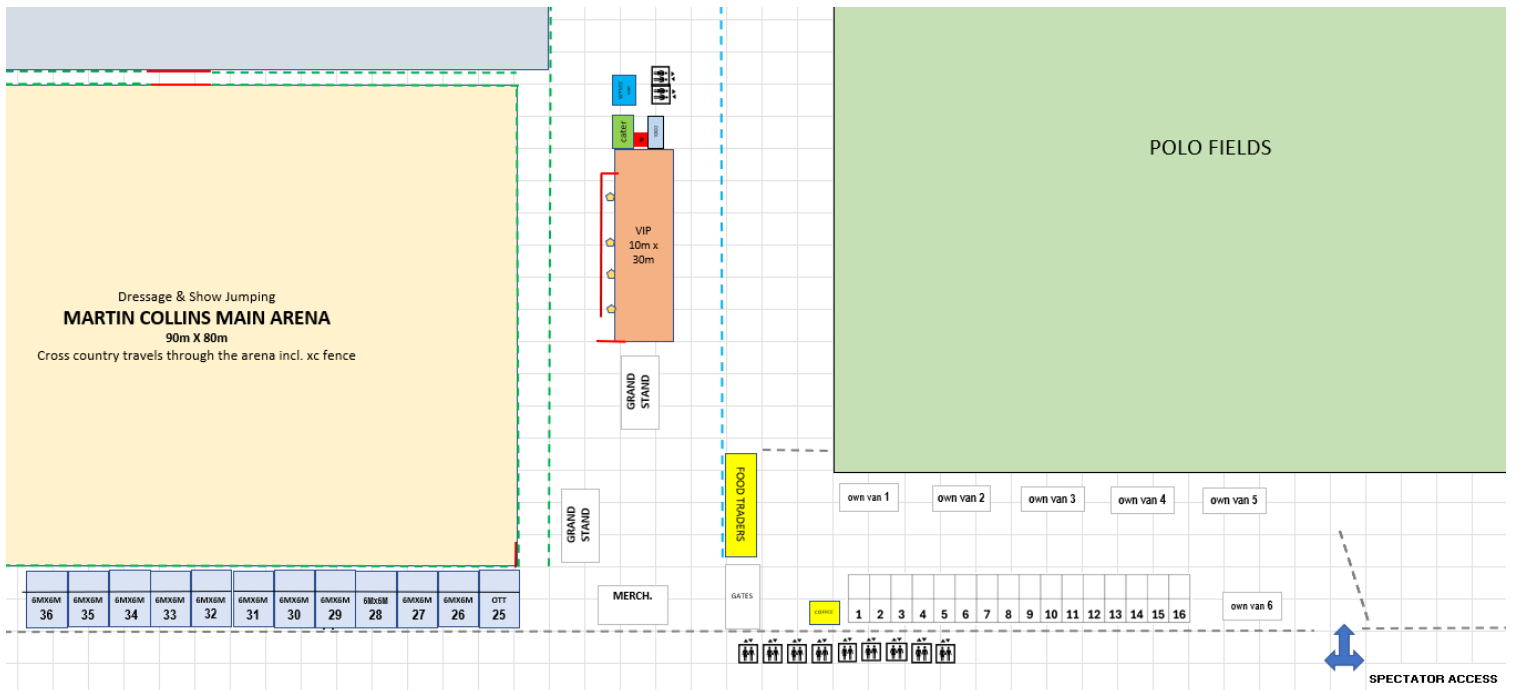 POLO FIELDS
cater
VIP
10m x
30m
Dressage & Show Jumping
MARTIN COLLINS MAIN ARENA
90m X 80m
Cross country travels through the arena incl. xc fence
GRAND
STAND
FOOD TRADERS
own van 1
own van 2
own van 3
own van 4
own van 5
GRAND
STAND
6MX6M
36
6MX6M
35
6MX6M
34
6MX6M
33
6MX6M
32
6MX6M
31
6MX6M
30
6MX6M
29
6Mx6M
28
6MX6M
27
6MX6M
26
OTT
25
MERCH.
GATES
COFFEE
1 2 3 4 5 6 7 8 9 10 11 12 13 14 15 16
own van 6
SPECTATOR ACCESS